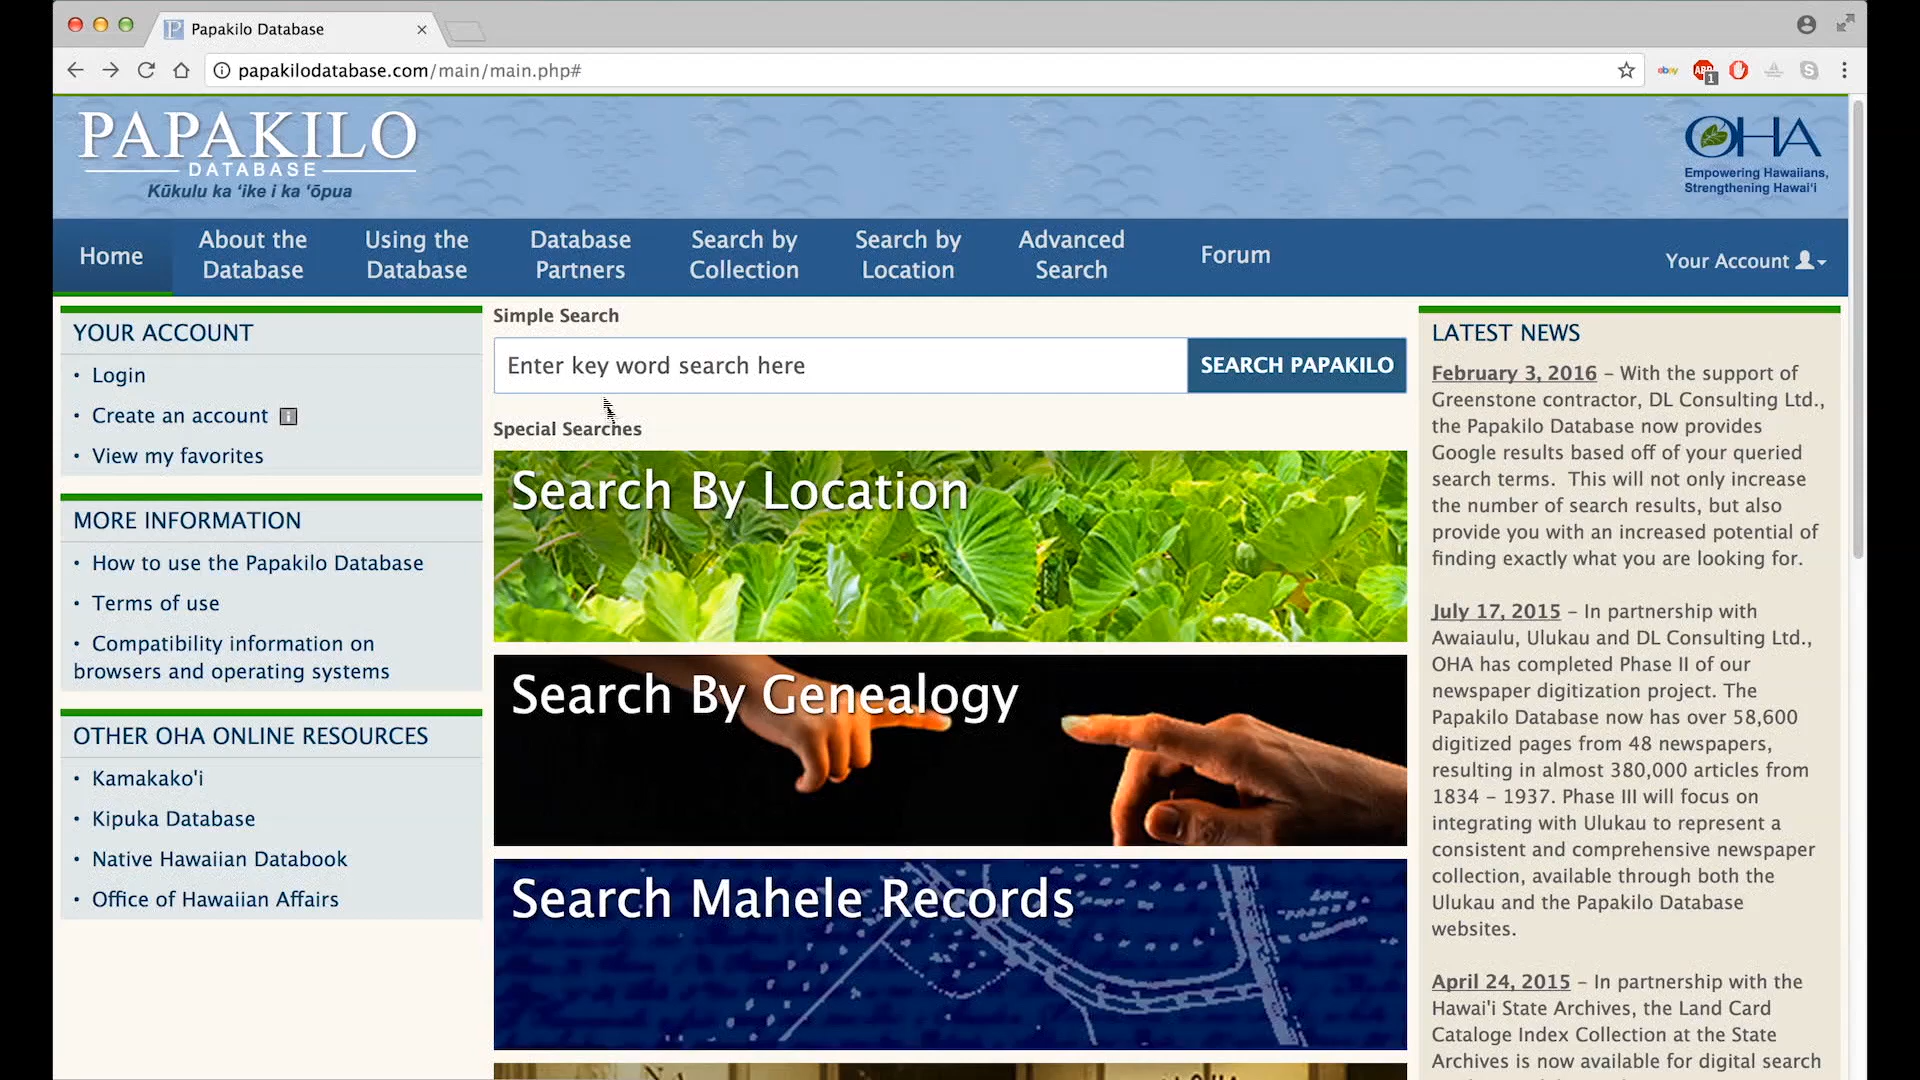 Papakilo Database
papakilodatabase.com/main/main.php#
ebay
ABP
1
PAPAKILO
DATABASE
Kūkulu ka ʻike i ka ʻōpua
OHA
Empowering Hawaiians,
Strengthening Hawaiʻi
Home
About the
Database
Using the
Database
Database
Partners
Search by
Collection
Search by
Location
Advanced
Search
Forum
Your Account
YOUR ACCOUNT
• Login
• Create an account
• View my favorites
MORE INFORMATION
• How to use the Papakilo Database
• Terms of use
• Compatibility information on
browsers and operating systems
OTHER OHA ONLINE RESOURCES
• Kamakako'i
• Kipuka Database
• Native Hawaiian Databook
• Office of Hawaiian Affairs
Simple Search
Enter key word search here
SEARCH PAPAKILO
Special Searches
Search By Location
Search By Genealogy
Search Mahele Records
LATEST NEWS
February 3, 2016 – With the support of
Greenstone contractor, DL Consulting Ltd.,
the Papakilo Database now provides
Google results based off of your queried
search terms.  This will not only increase
the number of search results, but also
provide you with an increased potential of
finding exactly what you are looking for.
July 17, 2015 – In partnership with
Awaiaulu, Ulukau and DL Consulting Ltd.,
OHA has completed Phase II of our
newspaper digitization project. The
Papakilo Database now has over 58,600
digitized pages from 48 newspapers,
resulting in almost 380,000 articles from
1834 – 1937. Phase III will focus on
integrating with Ulukau to represent a
consistent and comprehensive newspaper
collection, available through both the
Ulukau and the Papakilo Database
websites.
April 24, 2015 – In partnership with the
Hawai'i State Archives, the Land Card
Cataloge Index Collection at the State
Archives is now available for digital search